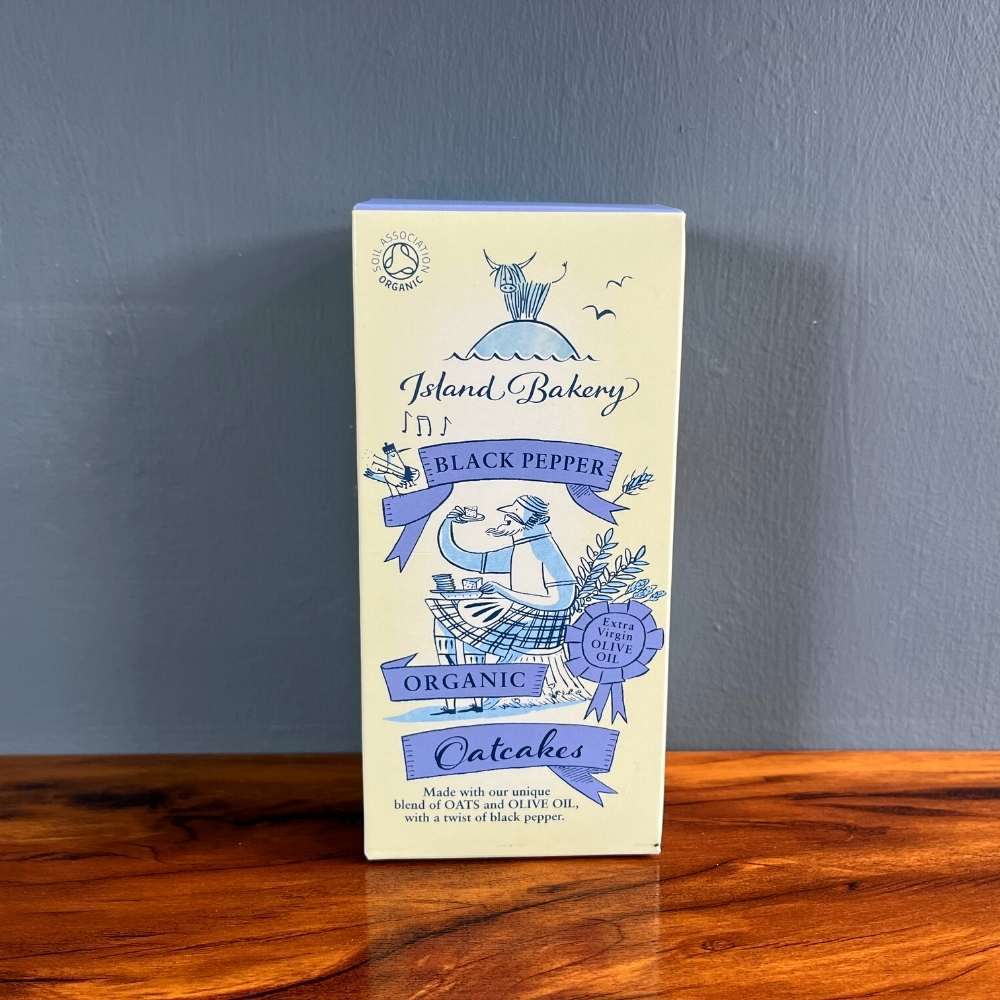 SOIL ASSOCIATION
ORGANIC
Island Bakery
BLACK PEPPER
Extra
Virgin
OLIVE
OIL
ORGANIC
Oatcakes
Made with our unique
blend of OATS and OLIVE OIL,
with a twist of black pepper.